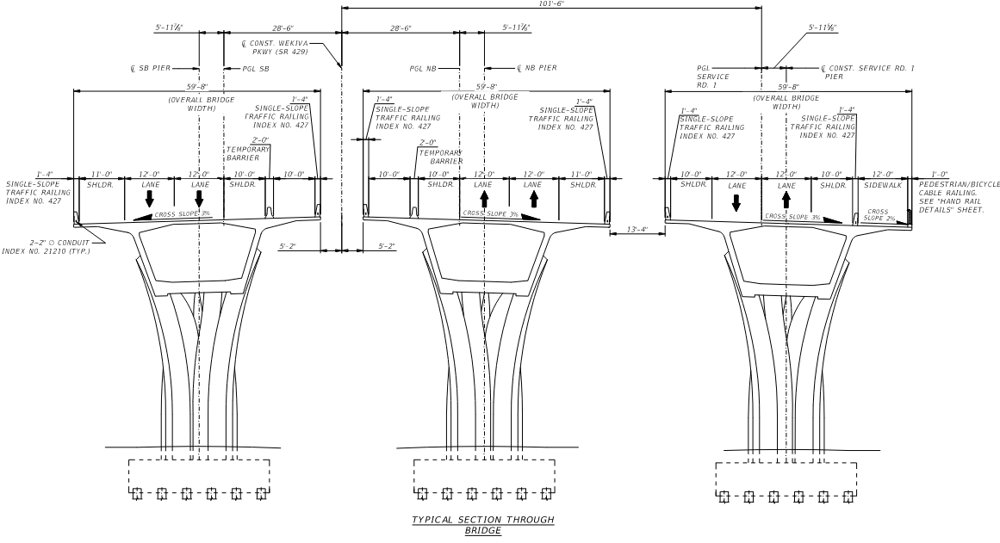 101'-6"
5'-11⅞"
28'-6"
28'-6"
5'-11⅞"
5'-11⅝"
℄ CONST. WEKIVA
PKWY (SR 429)
℄ SB PIER
PGL SB
PGL NB
℄ NB PIER
PGL
SERVICE
RD. 1
℄ CONST. SERVICE RD. 1
PIER
59'-8"
(OVERALL BRIDGE
WIDTH)
1'-4"
SINGLE-SLOPE
TRAFFIC RAILING
INDEX NO. 427
2'-0"
TEMPORARY
BARRIER
1'-4"
SINGLE-SLOPE
TRAFFIC RAILING
INDEX NO. 427
11'-0"
SHLDR.
12'-0"
LANE
12'-0"
LANE
10'-0"
SHLDR.
10'-0"
CROSS SLOPE 3%
2-2" ∅ CONDUIT
INDEX NO. 21210 (TYP.)
5'-2"
5'-2"
59'-8"
(OVERALL BRIDGE
WIDTH)
1'-4"
SINGLE-SLOPE
TRAFFIC RAILING
INDEX NO. 427
2'-0"
TEMPORARY
BARRIER
1'-4"
SINGLE-SLOPE
TRAFFIC RAILING
INDEX NO. 427
10'-0"
10'-0"
SHLDR.
12'-0"
LANE
12'-0"
LANE
11'-0"
SHLDR.
CROSS SLOPE 3%
13'-4"
59'-8"
(OVERALL BRIDGE
WIDTH)
1'-4"
SINGLE-SLOPE
TRAFFIC RAILING
INDEX NO. 427
1'-4"
SINGLE-SLOPE
TRAFFIC RAILING
INDEX NO. 427
10'-0"
SHLDR.
12'-0"
LANE
12'-0"
LANE
10'-0"
SHLDR.
12'-0"
SIDEWALK
1'-0"
PEDESTRIAN/BICYCLE
CABLE RAILING.
SEE "HAND RAIL
DETAILS" SHEET.
CROSS SLOPE 3%
CROSS
SLOPE 2%
TYPICAL SECTION THROUGH
BRIDGE